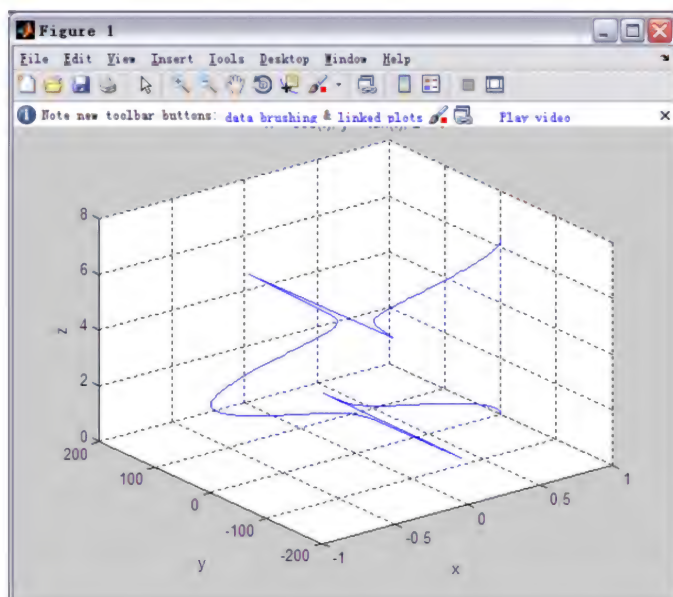 Figure 1
File Edit View Insert Tools Desktop Window Help
Note new toolbar buttons: data brushing & linked plots Play video
8
6
4
2
0
z
200
100
0
-100
-200
y
-1
-0.5
0
0.5
1
x